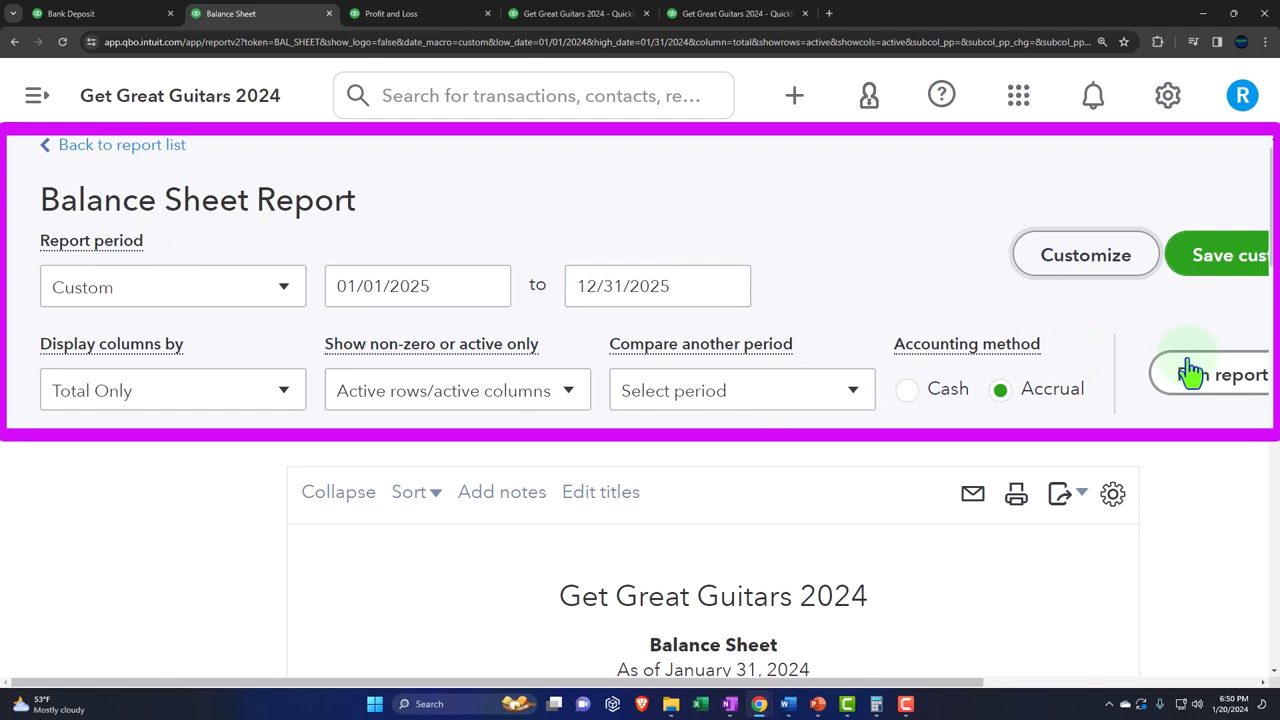 Bank Deposit
Balance Sheet
Profit and Loss
Get Great Guitars 2024 - QuickB
Get Great Guitars 2024 - Quick
app.qbo.intuit.com/app/reportv2?token=BAL_SHEET&show_logo=false&date_macro=custom&low_date=01/01/2024&high_date=01/31/2024&column=total&showrows=active&showcols=active&subcol_pp=&subcol_pp_chg=&subcol_pp...
Get Great Guitars 2024
Search for transactions, contacts, re...
R
Back to report list
Balance Sheet Report
Report period
Customize
Save cus
Custom
01/01/2025
to
12/31/2025
Display columns by
Show non-zero or active only
Compare another period
Accounting method
Total Only
Active rows/active columns
Select period
Cash
Accrual
report
Collapse
Sort
Add notes
Edit titles
Get Great Guitars 2024
Balance Sheet
As of January 31, 2024
53°F
Mostly cloudy
Search
6:50 PM
1/20/2024